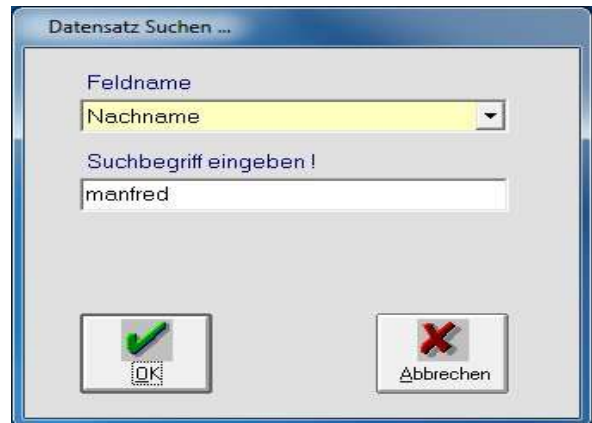 Datensatz Suchen ...
Feldname
Nachname
Suchbegriff eingeben !
manfred
OK
Abbrechen